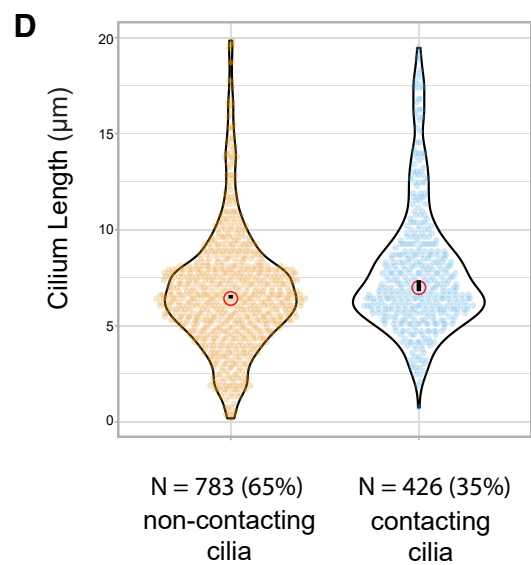 D
Cilium Length (µm)
20
15
10
5
0
N = 783 (65%)
non-contacting
cilia
N = 426 (35%)
contacting
cilia